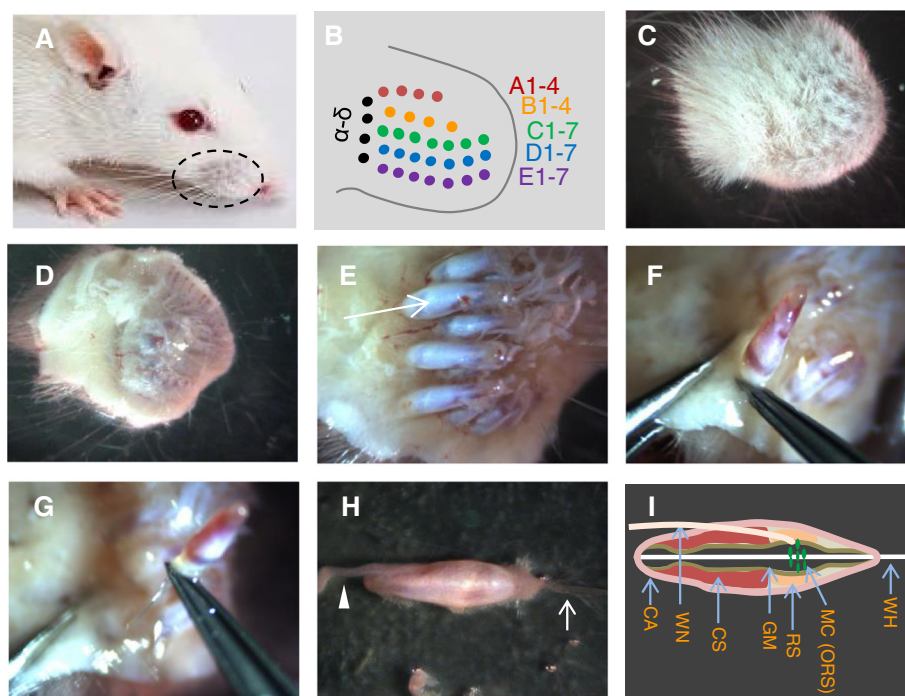 A
B
α-δ
A1-4
B1-4
C1-7
D1-7
E1-7
C
D
E
F
G
H
I
CA
WN
CS
GM
RS
MC (ORS)
WH